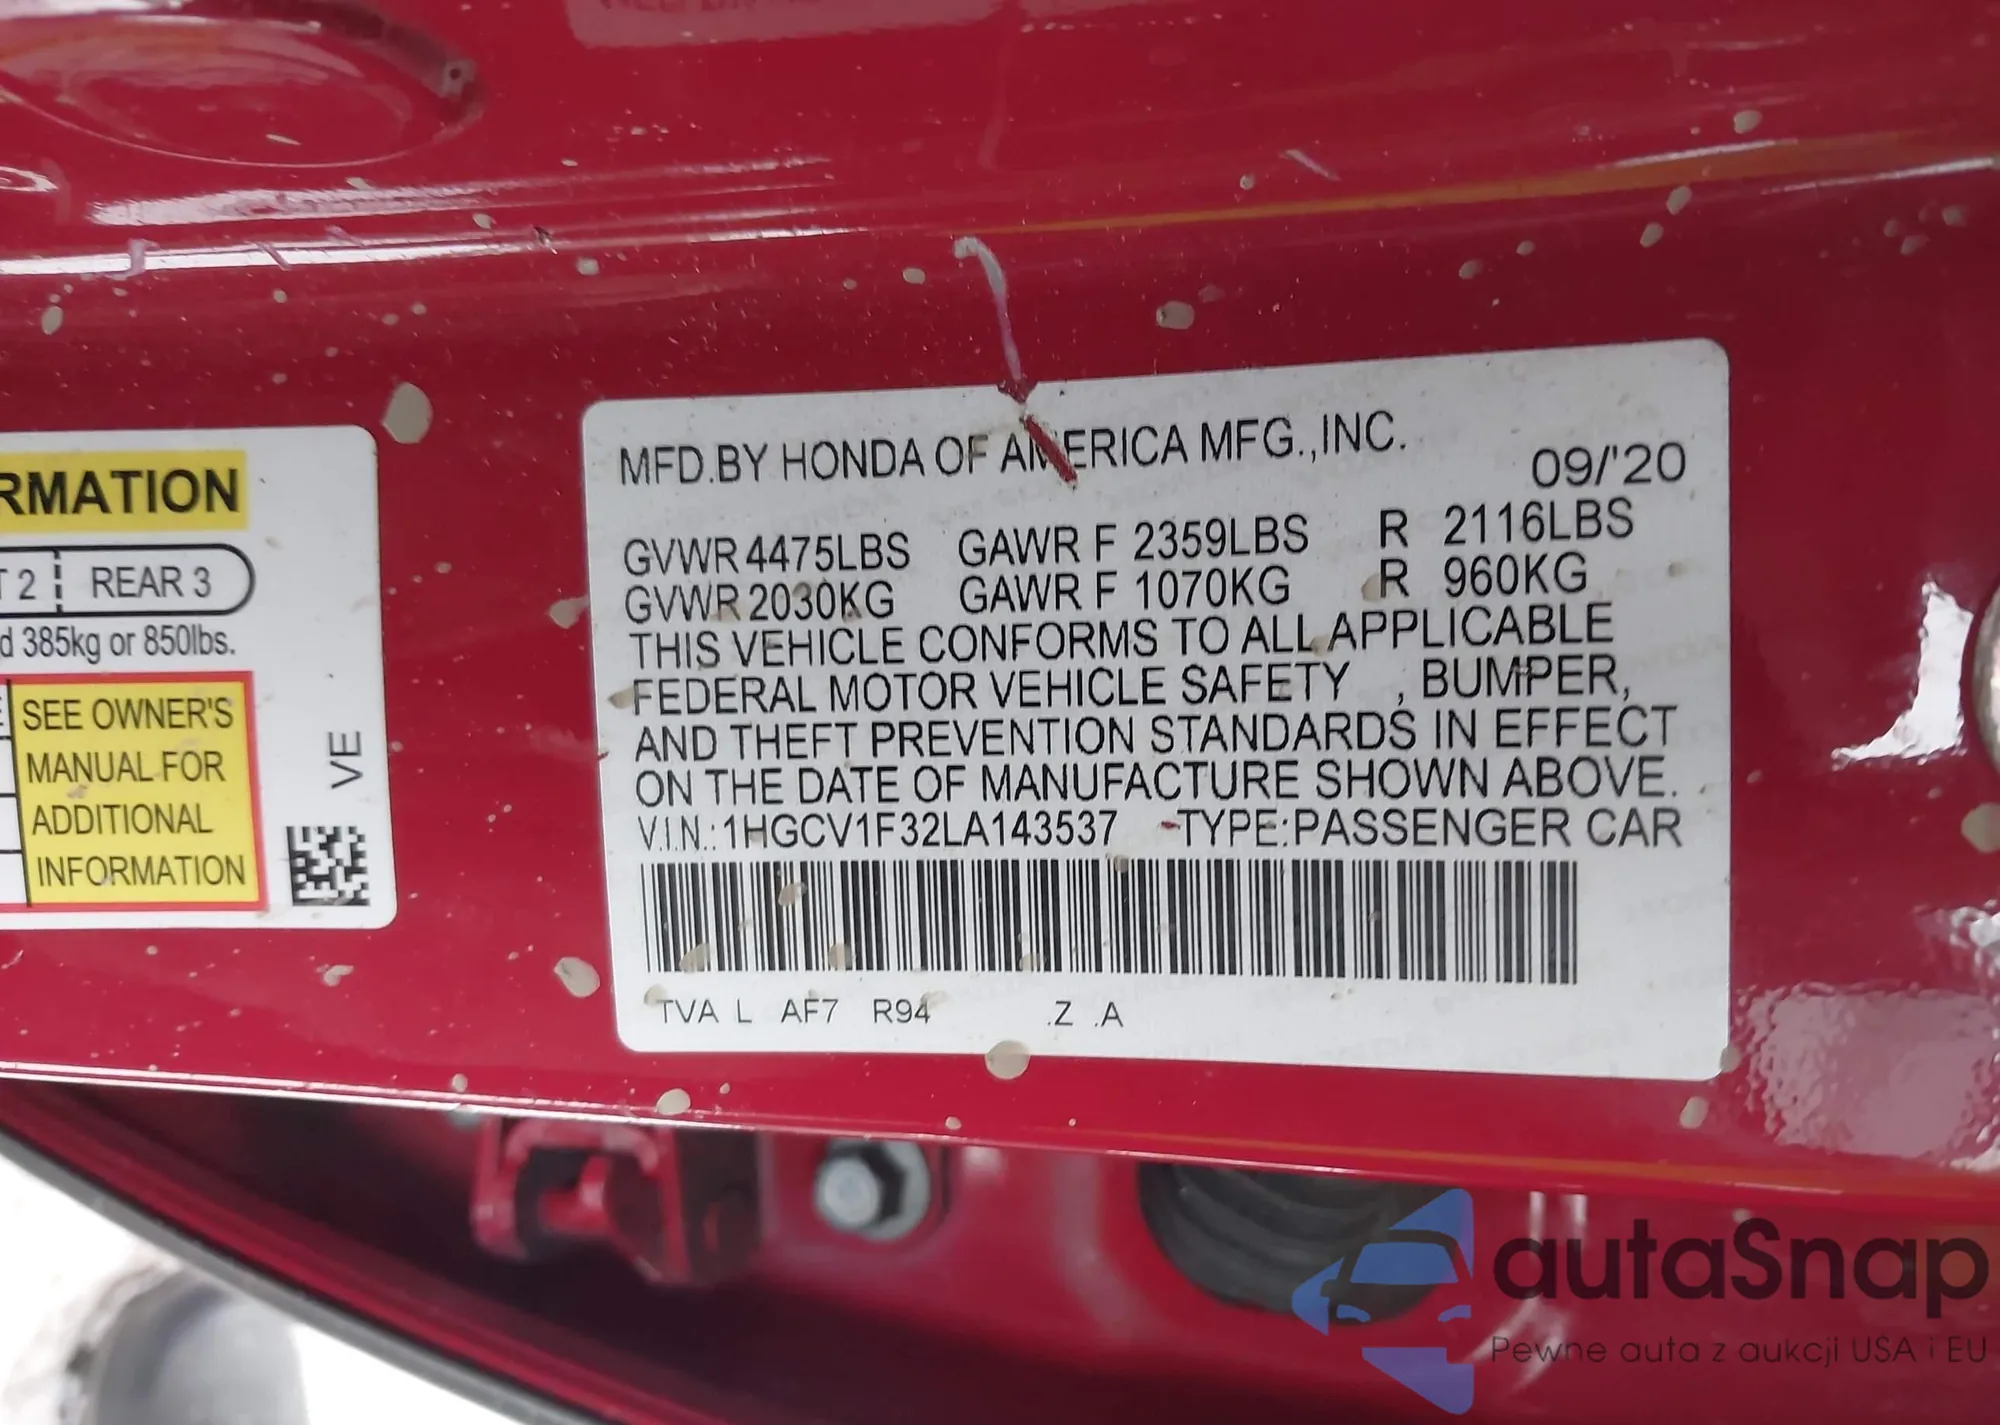 RMATION
T 2 REAR 3
d 385kg or 850lbs.
SEE OWNER'S
MANUAL FOR
ADDITIONAL
INFORMATION
VE
MFD.BY HONDA OF AMERICA MFG.,INC.
09/'20
GVWR 4475LBS GAWR F 2359LBS R 2116LBS
GVWR 2030KG GAWR F 1070KG R 960KG
THIS VEHICLE CONFORMS TO ALL APPLICABLE
FEDERAL MOTOR VEHICLE SAFETY , BUMPER,
AND THEFT PREVENTION STANDARDS IN EFFECT
ON THE DATE OF MANUFACTURE SHOWN ABOVE.
V.I.N.: 1HGCV1F32LA143537 TYPE:PASSENGER CAR
TVA L AF7 R94 .Z .A
autaSnap
Pewne auta z aukcji USA i EU